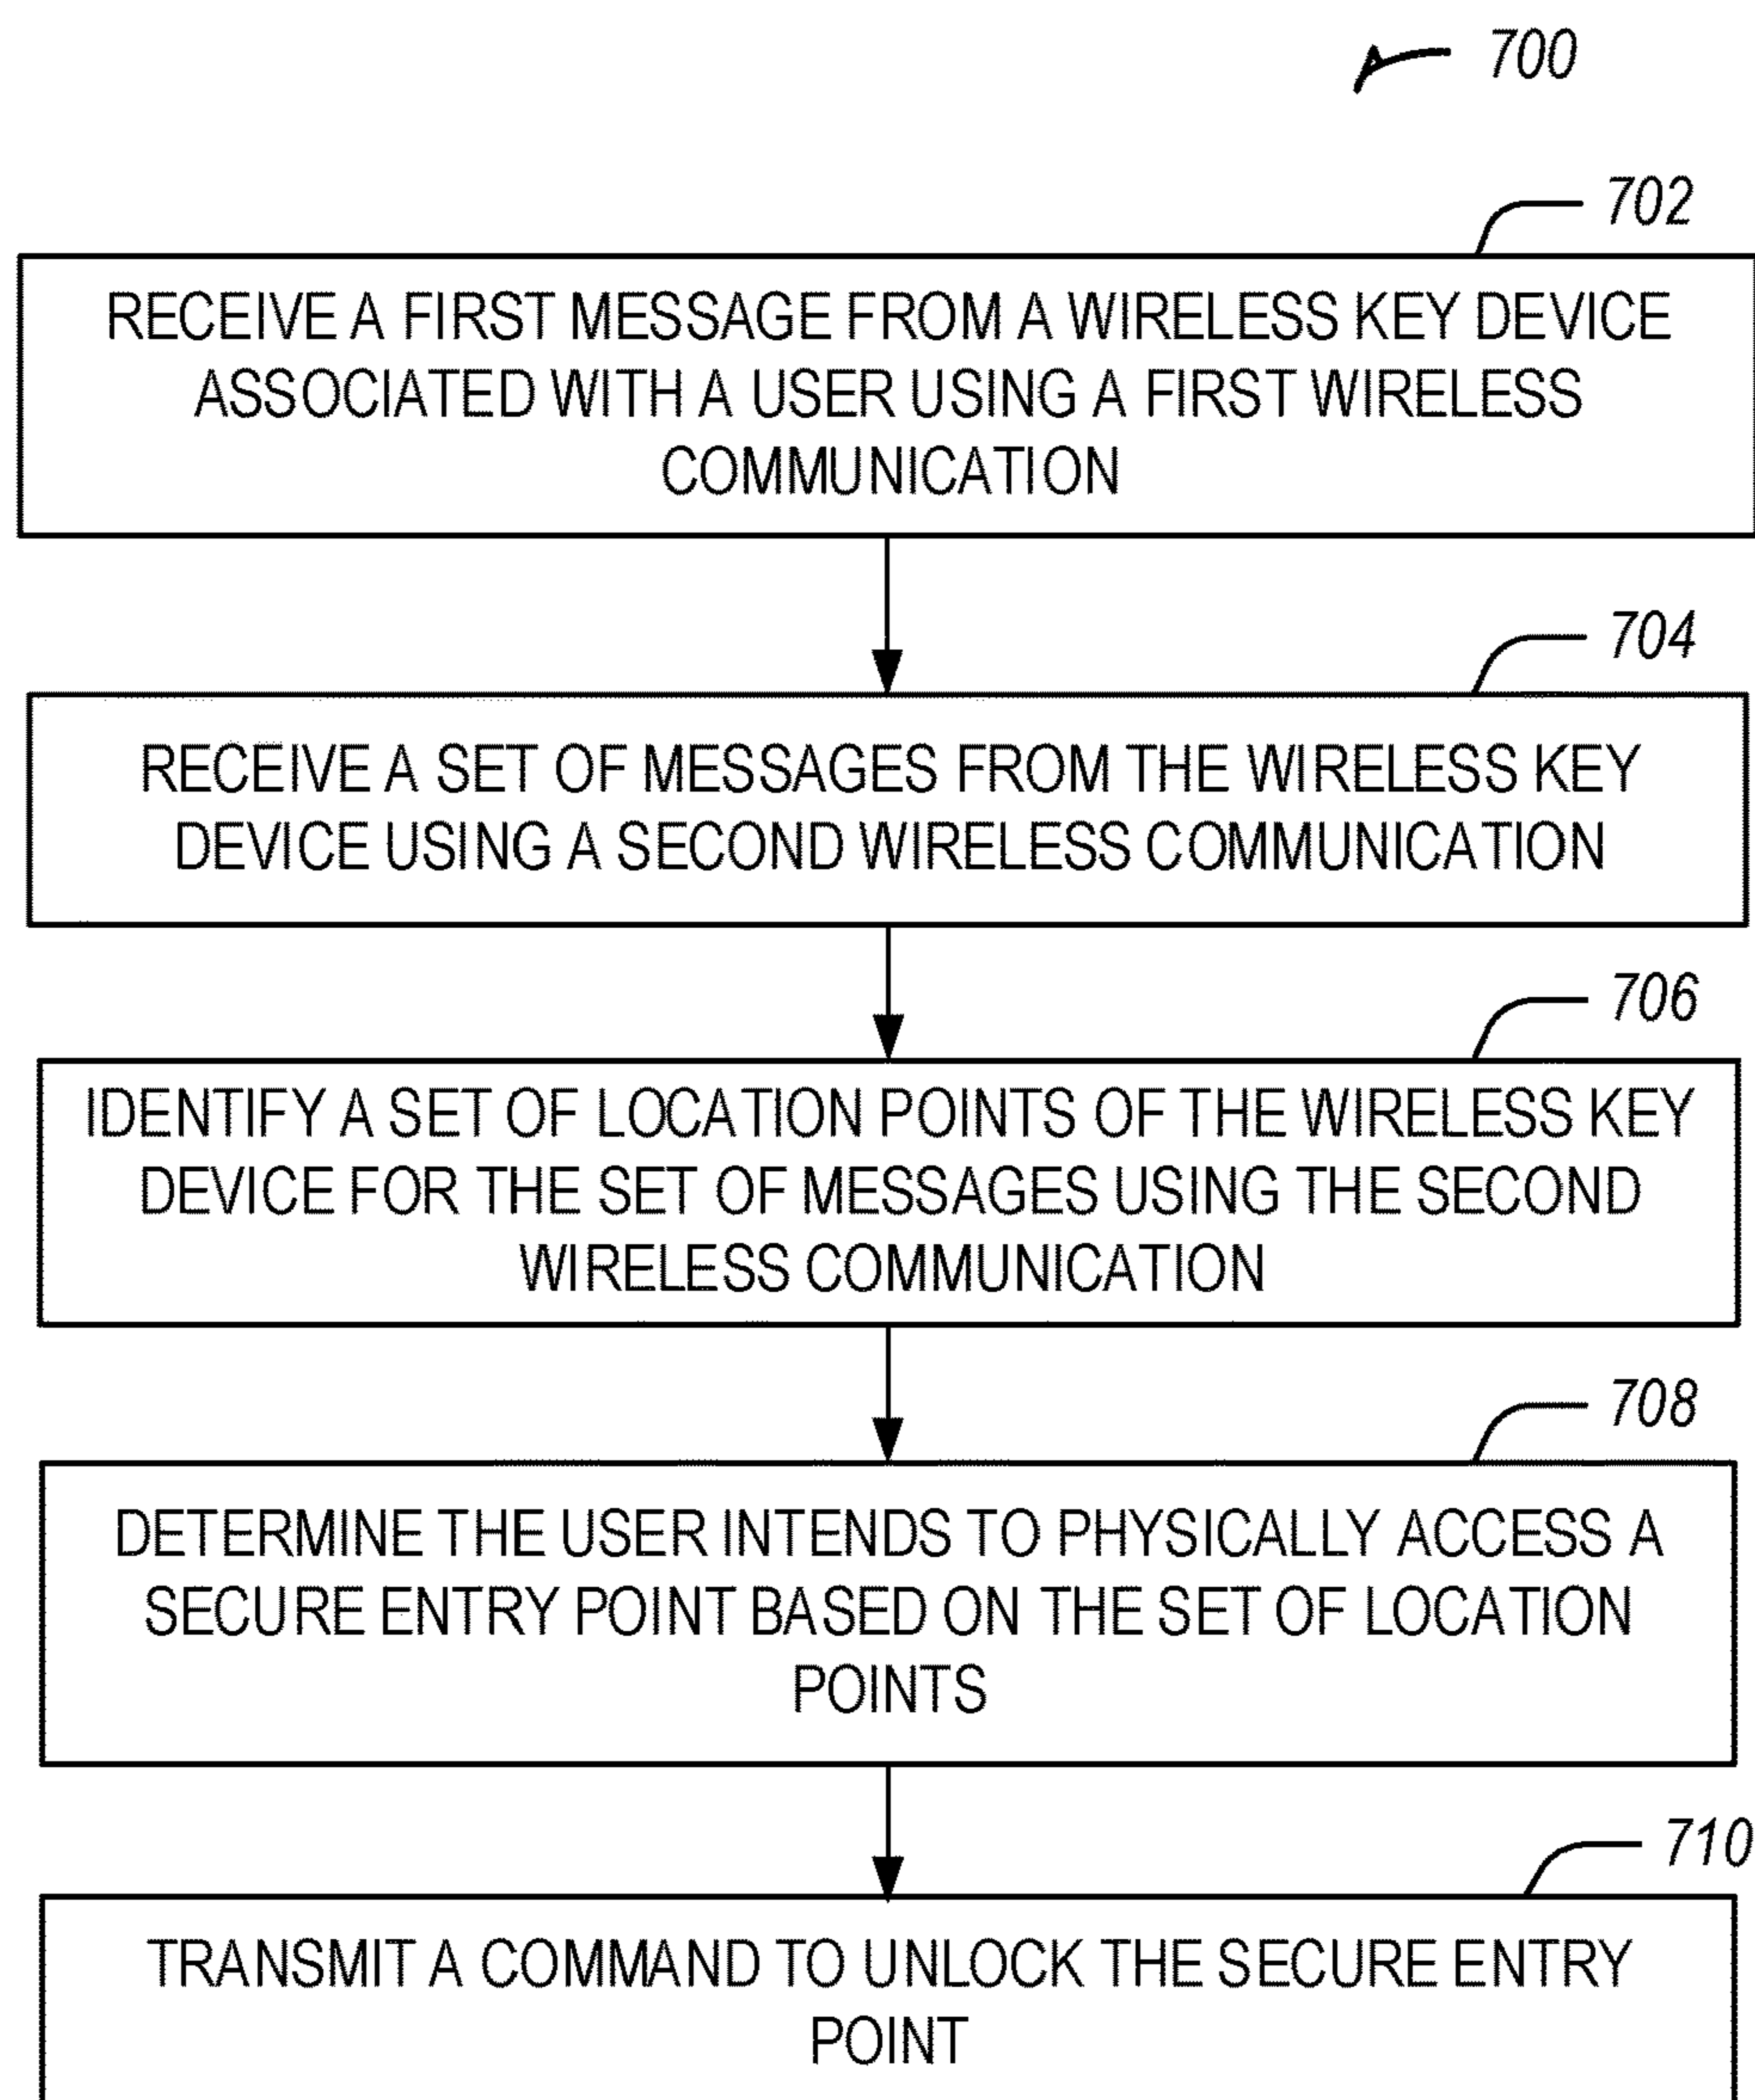 700
702
RECEIVE A FIRST MESSAGE FROM A WIRELESS KEY DEVICE
ASSOCIATED WITH A USER USING A FIRST WIRELESS
COMMUNICATION
704
RECEIVE A SET OF MESSAGES FROM THE WIRELESS KEY
DEVICE USING A SECOND WIRELESS COMMUNICATION
706
IDENTIFY A SET OF LOCATION POINTS OF THE WIRELESS KEY
DEVICE FOR THE SET OF MESSAGES USING THE SECOND
WIRELESS COMMUNICATION
708
DETERMINE THE USER INTENDS TO PHYSICALLY ACCESS A
SECURE ENTRY POINT BASED ON THE SET OF LOCATION
POINTS
710
TRANSMIT A COMMAND TO UNLOCK THE SECURE ENTRY
POINT